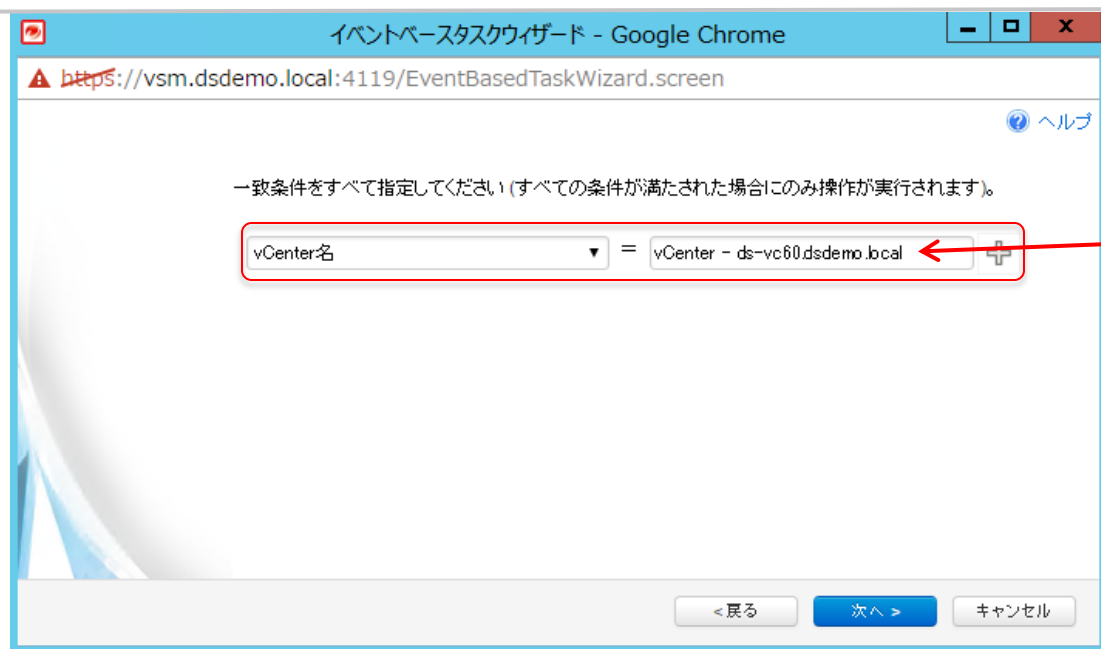 イベントベースタスクウィザード - Google Chrome
https://vsm.dsdemo.local:4119/EventBasedTaskWizard.screen
ヘルプ
一致条件をすべて指定してください (すべての条件が満たされた場合にのみ操作が実行されます)。
vCenter名 = vCenter - ds-vc60.dsdemo.local
<戻る 次へ > キャンセル